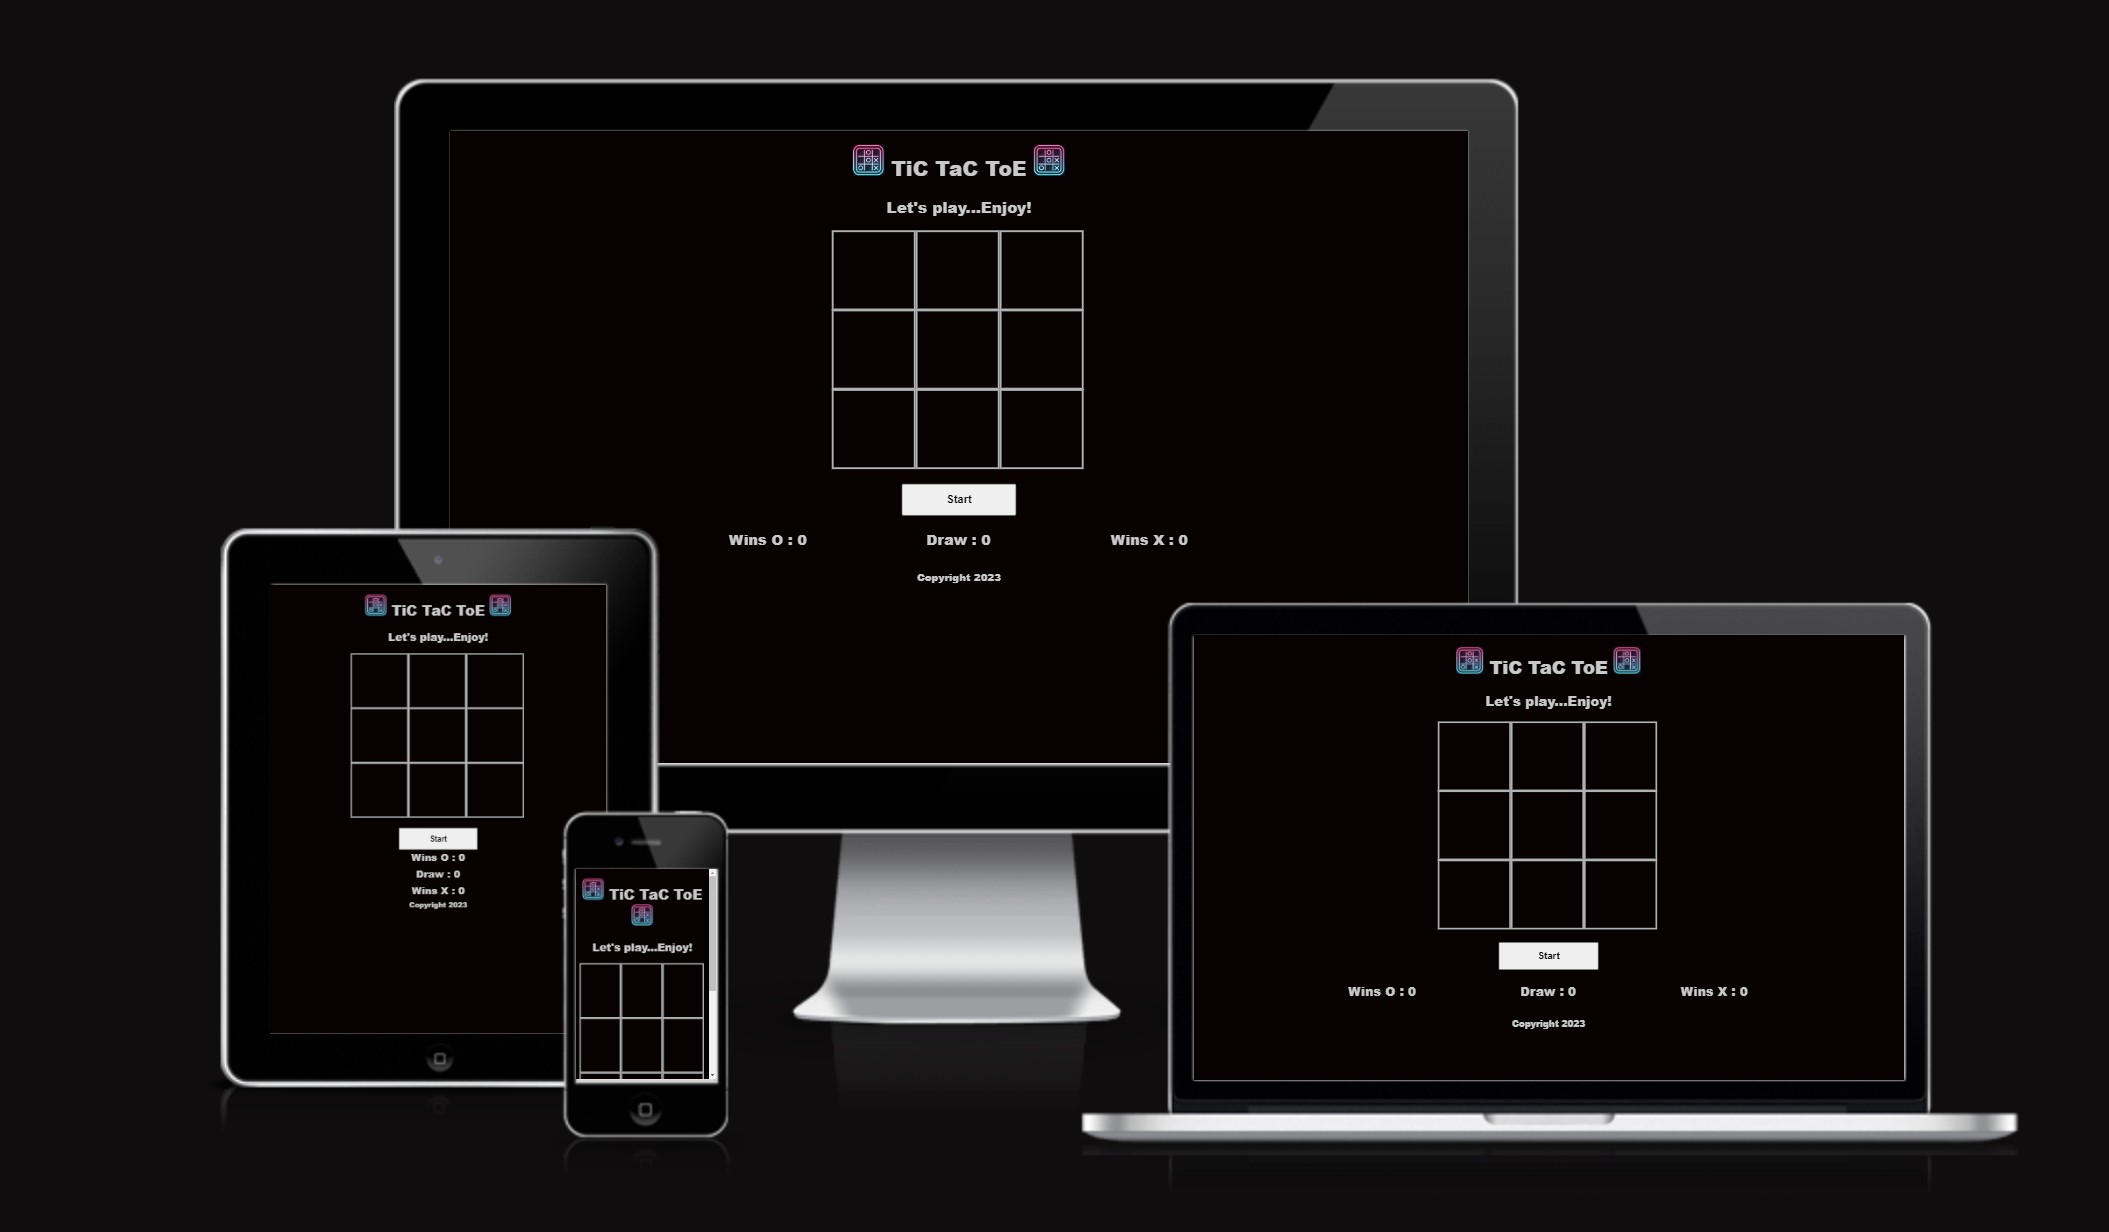 TiC TaC ToE
Let's play...Enjoy!
Start
Wins O : 0 Draw : 0 Wins X : 0
Copyright 2023
TiC TaC ToE
Let's play...Enjoy!
Start
Wins O : 0
Draw : 0
Wins X : 0
Copyright 2023
TiC TaC ToE
Let's play...Enjoy!
TiC TaC ToE
Let's play...Enjoy!
Start
Wins O : 0 Draw : 0 Wins X : 0
Copyright 2023